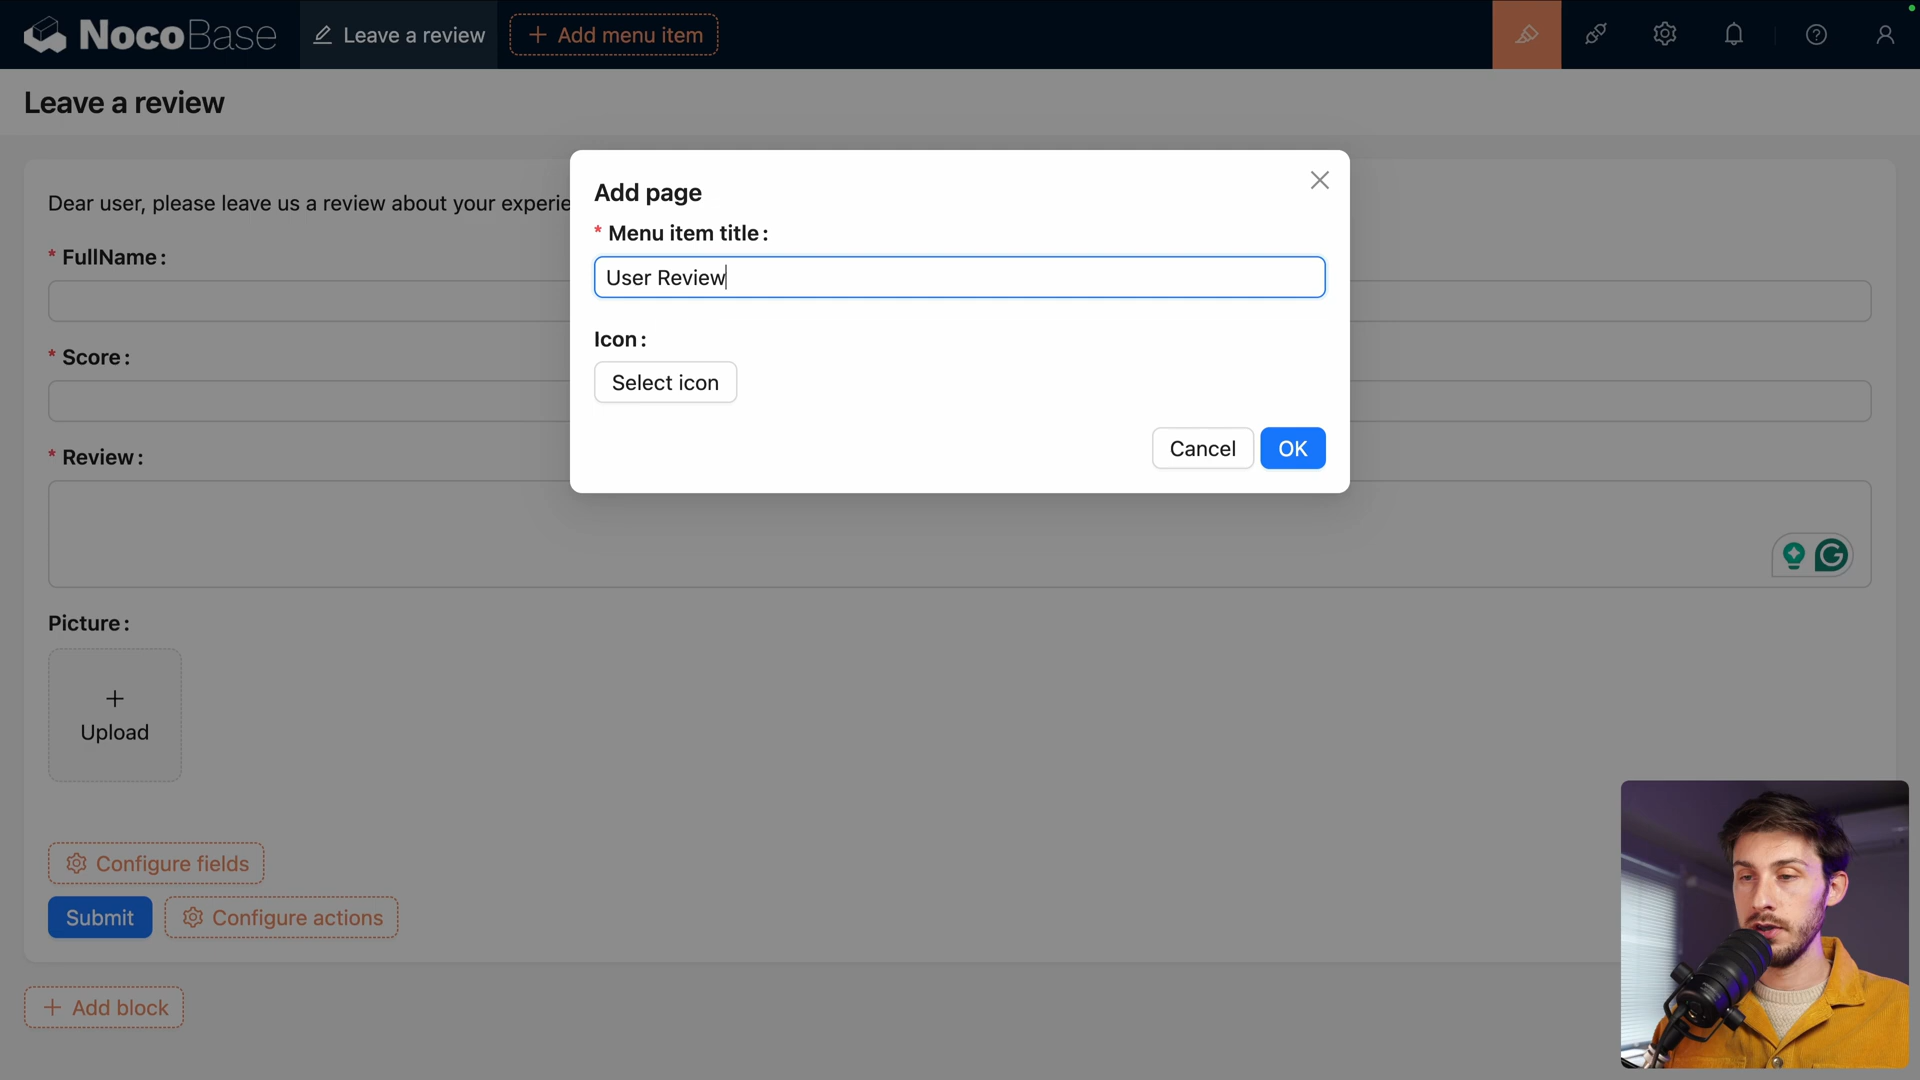 NocoBase
Leave a review
+ Add menu item
Leave a review
Dear user, please leave us a review about your experie
* FullName :
* Score :
* Review :
Picture :
+
Upload
Configure fields
Submit
Configure actions
+ Add block
Add page
* Menu item title :
User Review
Icon :
Select icon
Cancel
OK